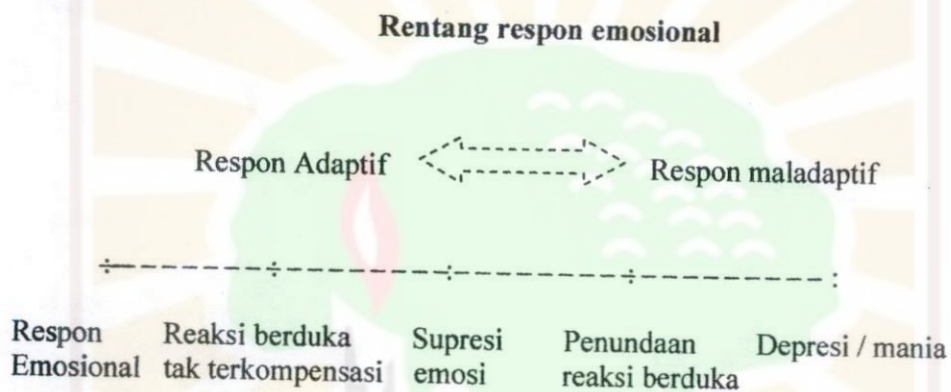 Rentang respon emosional
Respon Adaptif
Respon maladaptif
Respon
Emosional
Reaksi berduka
tak terkompensasi
Supresi
emosi
Penundaan
reaksi berduka
Depresi / mania